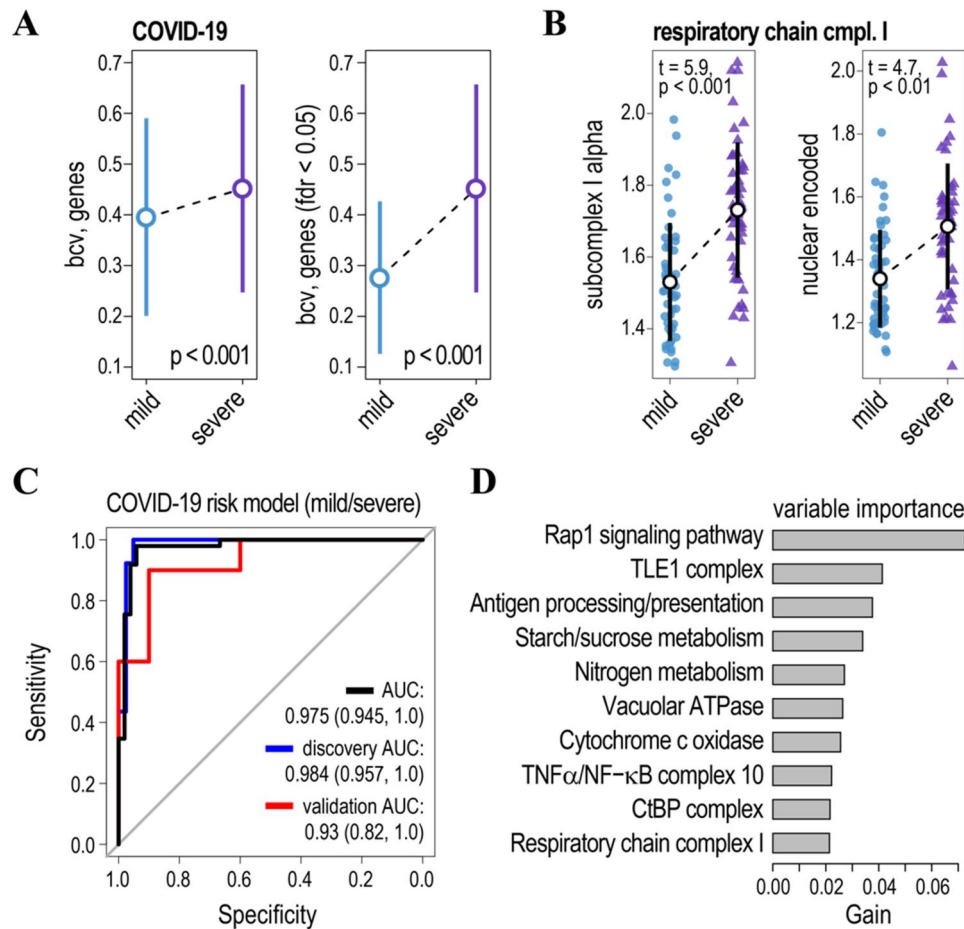 A
COVID-19
bcv, genes
0.7
0.6
0.5
0.4
0.3
0.2
0.1
p < 0.001
mild
severe
bcv, genes (fdr < 0.05)
0.7
0.6
0.5
0.4
0.3
0.2
0.1
p < 0.001
mild
severe
B
respiratory chain cmpl. I
subcomplex I alpha
t = 5.9,
p < 0.001
2.0
1.8
1.6
1.4
mild
severe
nuclear encoded
t = 4.7,
p < 0.01
2.0
1.8
1.6
1.4
1.2
mild
severe
C
COVID-19 risk model (mild/severe)
Sensitivity
1.0
0.8
0.6
0.4
0.2
0.0
AUC:
0.975 (0.945, 1.0)
discovery AUC:
0.984 (0.957, 1.0)
validation AUC:
0.93 (0.82, 1.0)
1.0 0.8 0.6 0.4 0.2 0.0
Specificity
D
variable importance
Rap1 signaling pathway
TLE1 complex
Antigen processing/presentation
Starch/sucrose metabolism
Nitrogen metabolism
Vacuolar ATPase
Cytochrome c oxidase
TNFα/NF−κB complex 10
CtBP complex
Respiratory chain complex I
0.00 0.02 0.04 0.06
Gain